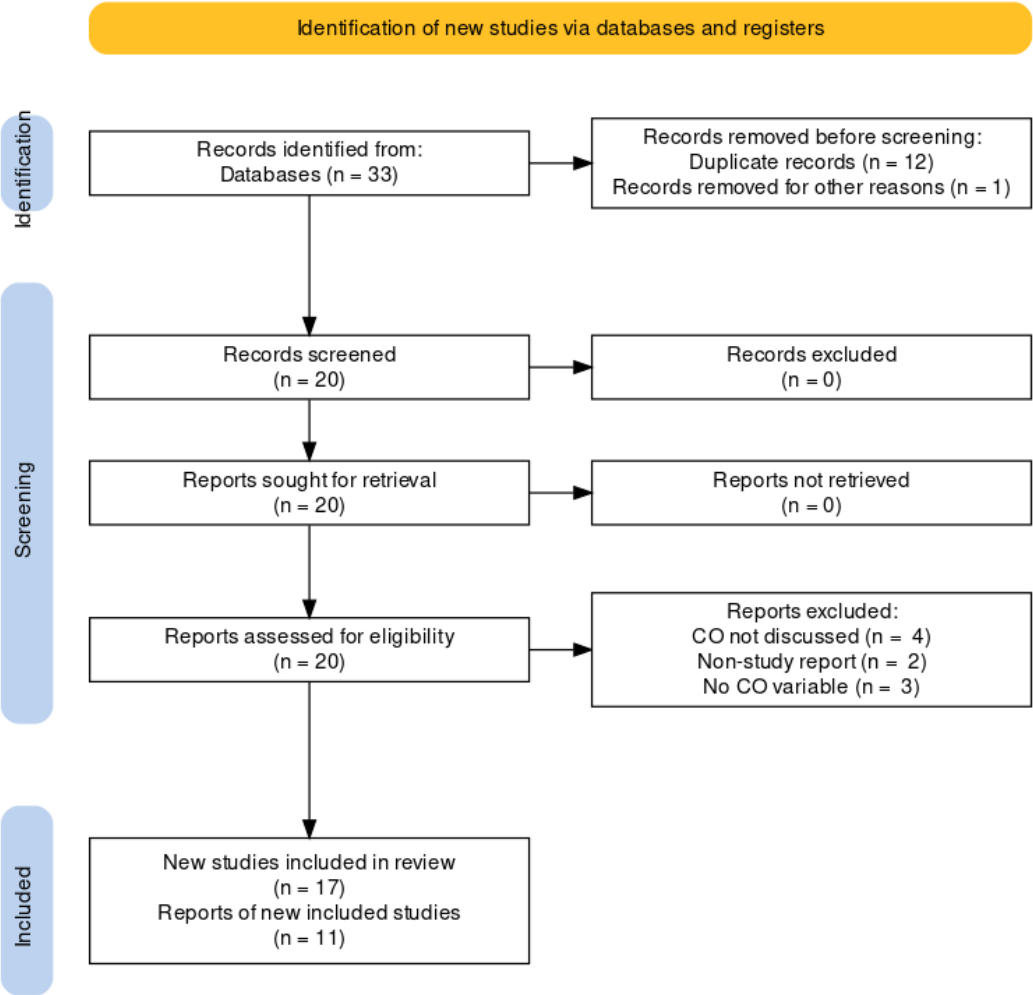 Identification of new studies via databases and registers
Identification
Records identified from:
Databases (n = 33)
Records removed before screening:
Duplicate records (n = 12)
Records removed for other reasons (n = 1)
Screening
Records screened
(n = 20)
Records excluded
(n = 0)
Reports sought for retrieval
(n = 20)
Reports not retrieved
(n = 0)
Reports assessed for eligibility
(n = 20)
Reports excluded:
CO not discussed (n = 4)
Non-study report (n = 2)
No CO variable (n = 3)
Included
New studies included in review
(n = 17)
Reports of new included studies
(n = 11)